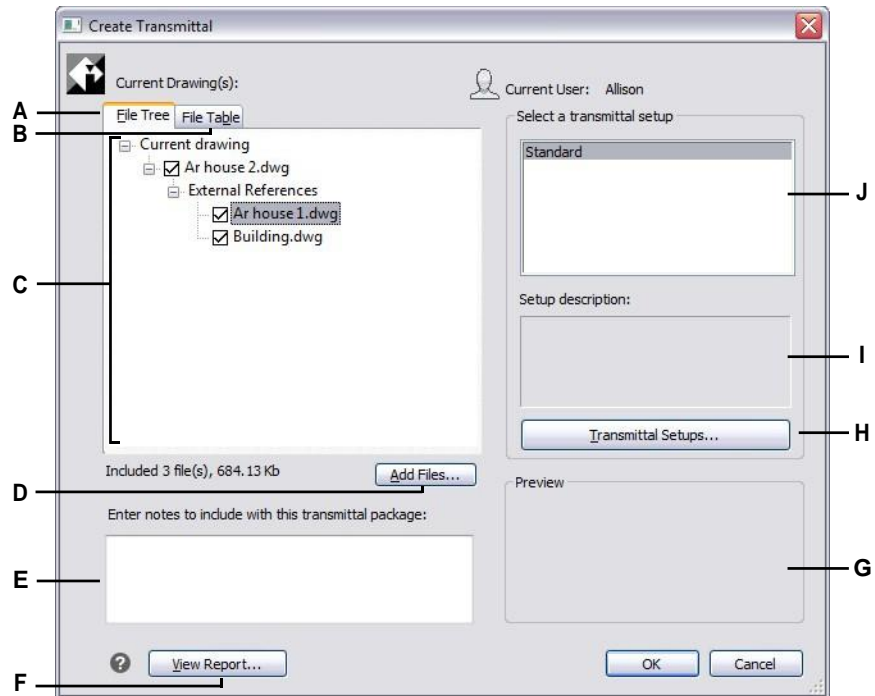 Create Transmittal
Current Drawing(s):
Current User: Allison
A
File Tree
File Table
B
Select a transmittal setup
Current drawing
Standard
Ar house 2.dwg
External References
J
Ar house 1.dwg
Building.dwg
C
Setup description:
I
Transmittal Setups...
H
Included 3 file(s), 684.13 Kb
Add Files...
D
Preview
Enter notes to include with this transmittal package:
E
G
? View Report...
OK
Cancel
F